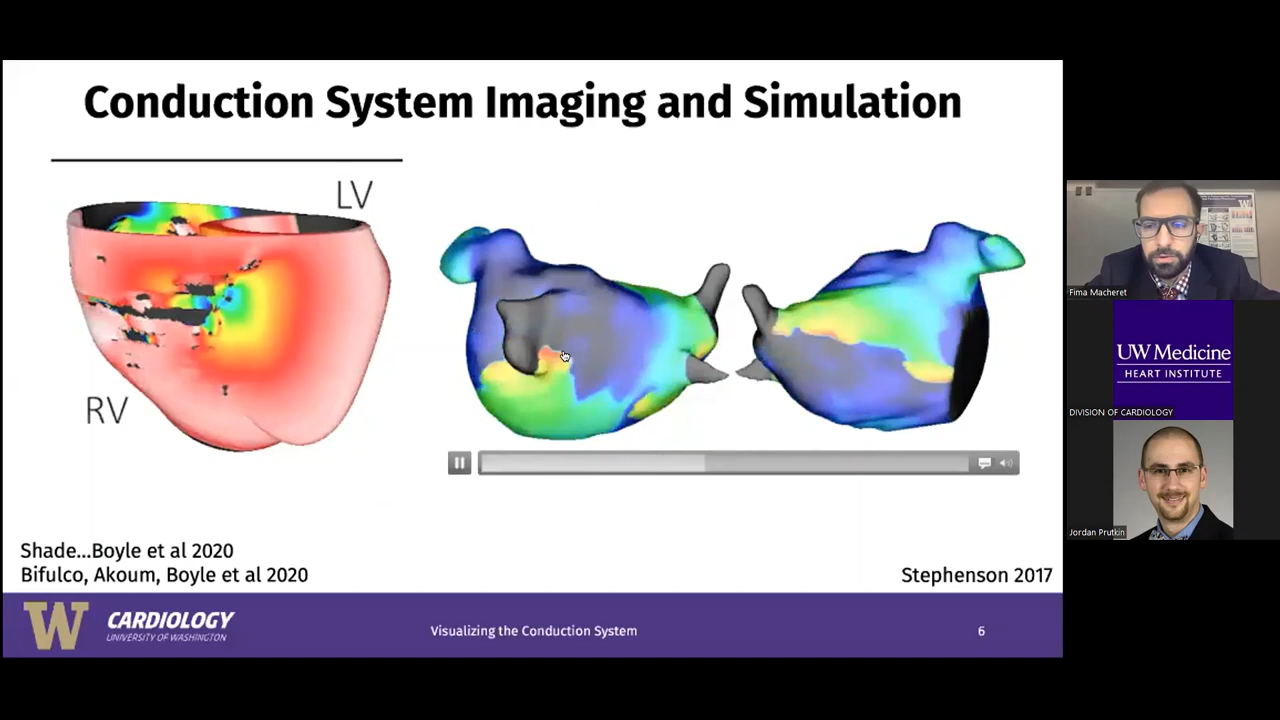 Conduction System Imaging and Simulation
LV
RV
Shade...Boyle et al 2020
Bifulco, Akoum, Boyle et al 2020
Stephenson 2017
W
CARDIOLOGY
UNIVERSITY OF WASHINGTON
Visualizing the Conduction System
6
Fima Macheret
UW Medicine
HEART INSTITUTE
DIVISION OF CARDIOLOGY
Jordan Prutkin